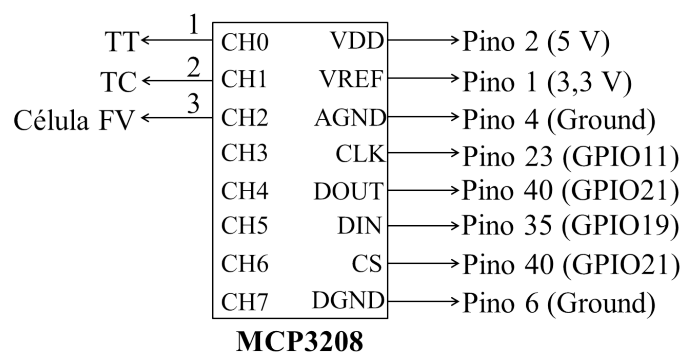 TT 1 CH0 VDD Pino 2 (5 V)
TC 2 CH1 VREF Pino 1 (3,3 V)
Célula FV 3 CH2 AGND Pino 4 (Ground)
CH3 CLK Pino 23 (GPIO11)
CH4 DOUT Pino 40 (GPIO21)
CH5 DIN Pino 35 (GPIO19)
CH6 CS Pino 40 (GPIO21)
CH7 DGND Pino 6 (Ground)
MCP3208